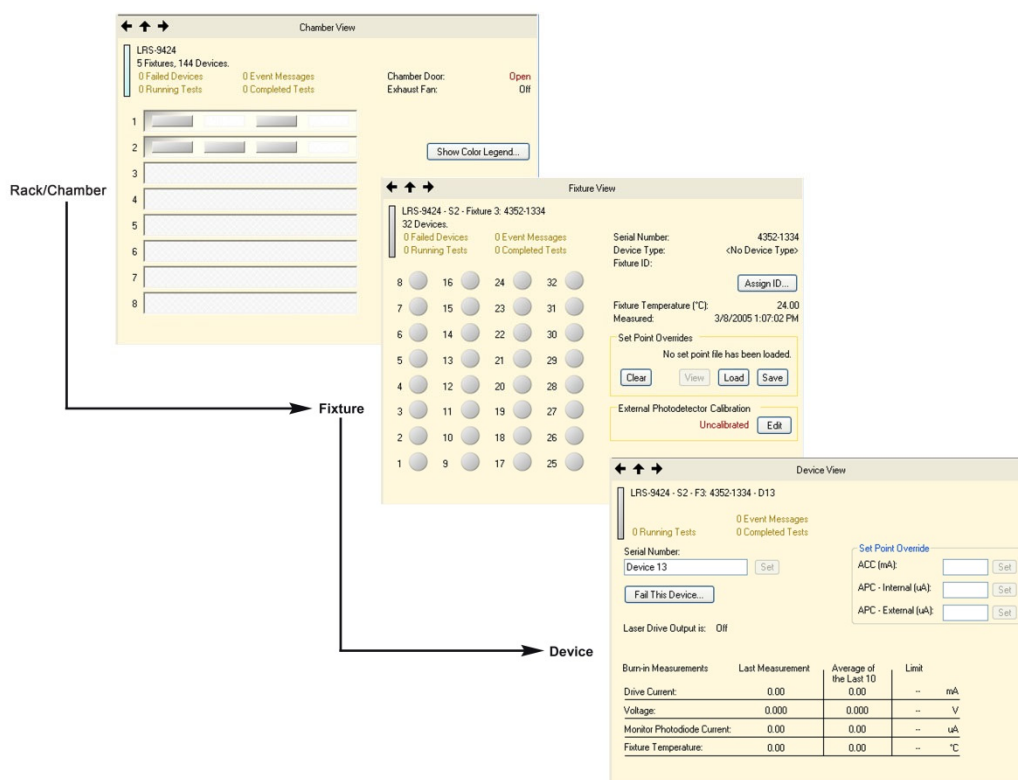 Chamber View
LRS-9424
5 Fixtures, 144 Devices.
0 Failed Devices 0 Event Messages
0 Running Tests 0 Completed Tests
Chamber Door: Open
Exhaust Fan: Off
1
2
Show Color Legend...
3
4
5
6
7
8
Rack/Chamber
Fixture View
LRS-9424 - S2 - Fixture 3: 4352-1334
32 Devices.
0 Failed Devices 0 Event Messages
0 Running Tests 0 Completed Tests
Serial Number: 4352-1334
Device Type: <No Device Type>
Fixture ID:
Assign ID...
Fixture Temperature (°C): 24.00
Measured: 3/8/2005 1:07:02 PM
Set Point Overrides
No set point file has been loaded.
Clear View Load Save
External Photodetector Calibration
Uncalibrated Edit
8 16 24 32
7 15 23 31
6 14 22 30
5 13 21 29
4 12 20 28
3 11 19 27
2 10 18 26
1 9 17 25
Fixture
Device View
LRS-9424 - S2 - F3: 4352-1334 - D13
0 Event Messages
0 Running Tests 0 Completed Tests
Serial Number:
Device 13 Set
Fail This Device...
Laser Drive Output is: Off
Set Point Override
ACC (mA): Set
APC - Internal (uA): Set
APC - External (uA): Set
Device
Burn-in Measurements Last Measurement Average of the Last 10 Limit
Drive Current: 0.00 0.00 -- mA
Voltage: 0.000 0.000 -- V
Monitor Photodiode Current: 0.00 0.00 -- uA
Fixture Temperature: 0.00 0.00 -- °C